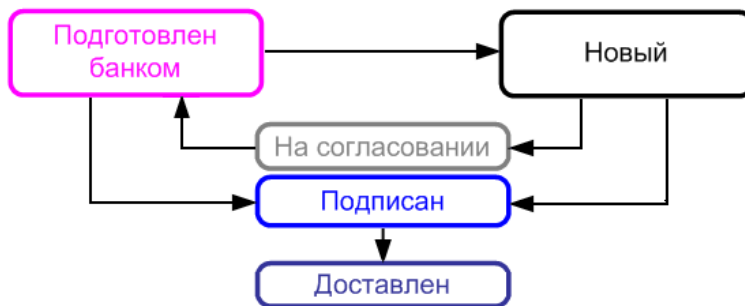 Подготовлен
банком
Новый
На согласовании
Подписан
Доставлен